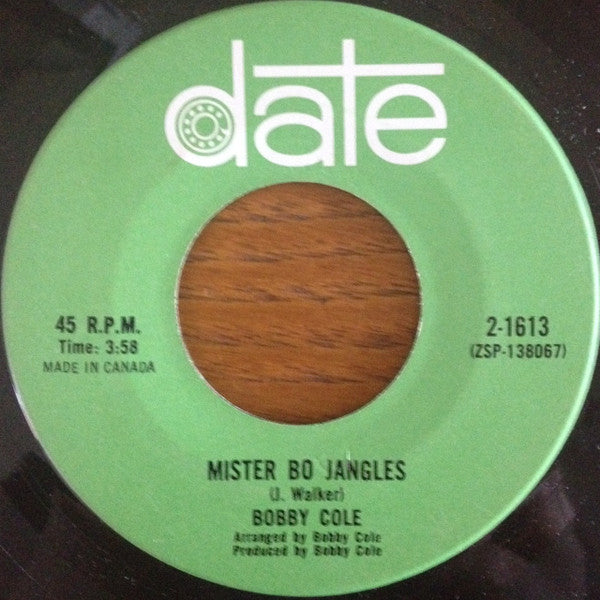 date
45 R.P.M.
Time: 3:58
MADE IN CANADA
2-1613
(ZSP-138067)
MISTER BO JANGLES
(J. Walker)
BOBBY COLE
Arranged by Bobby Cole
Produced by Bobby Cole